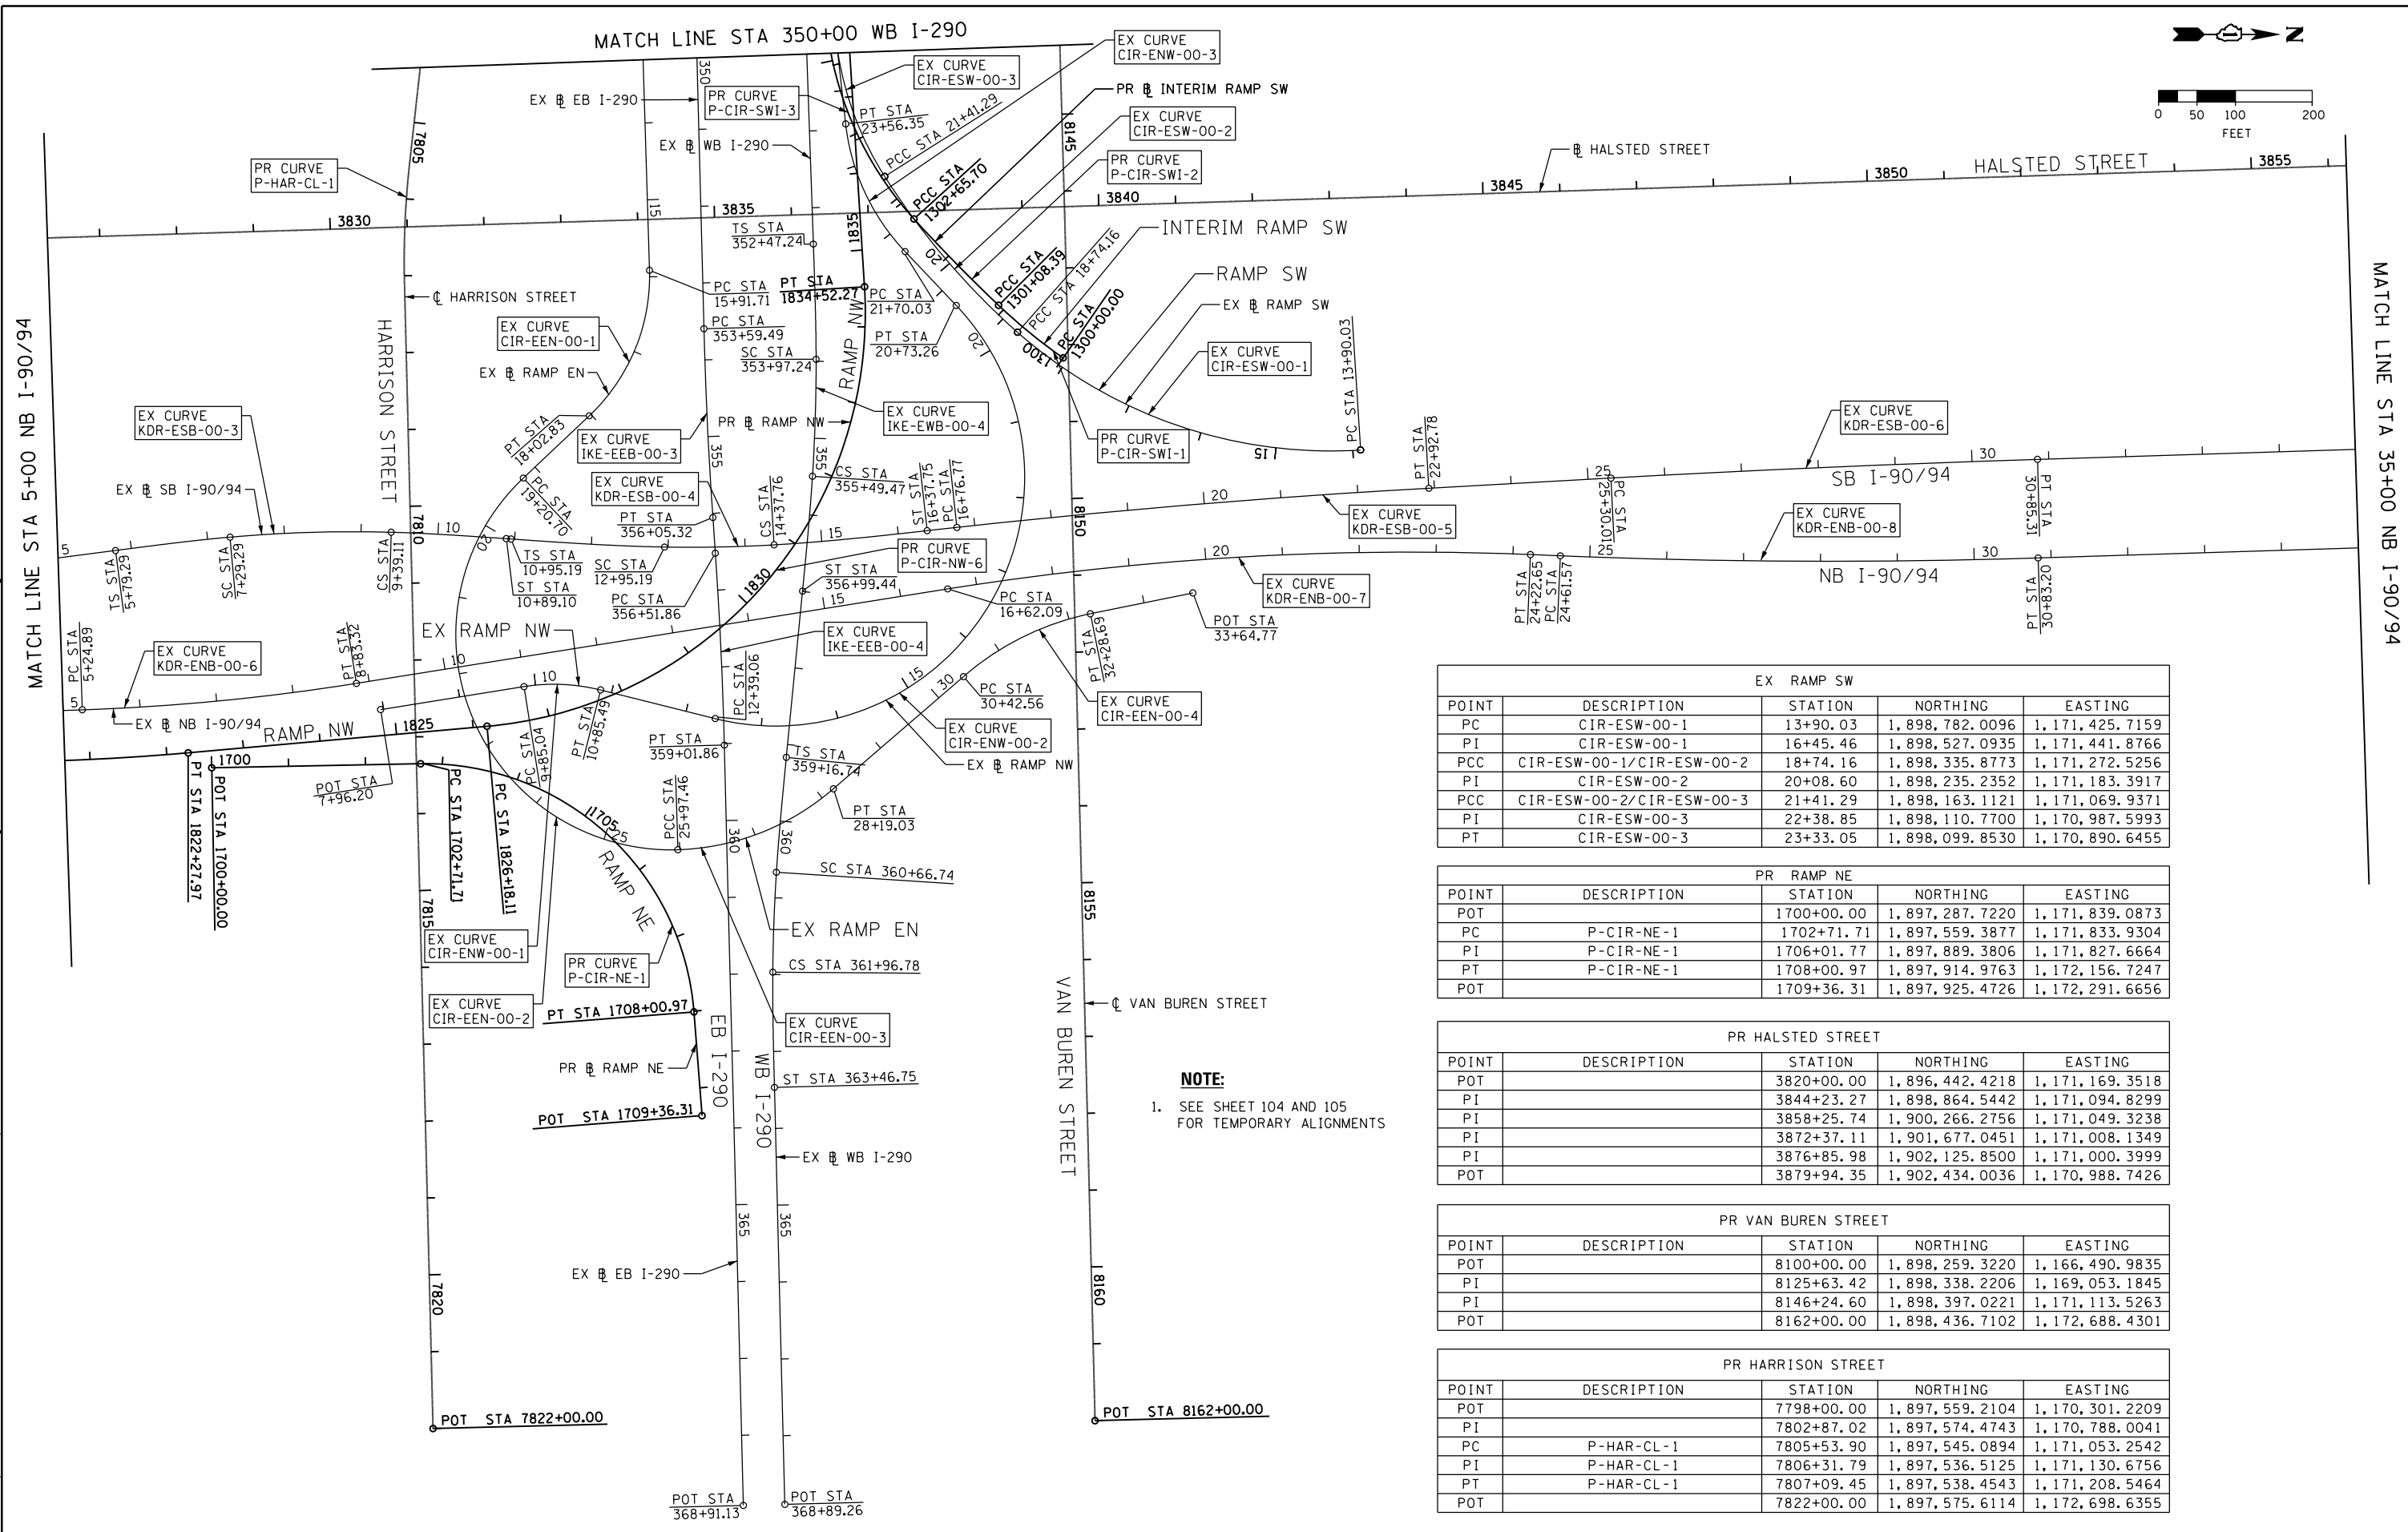 MATCH LINE STA 350+00 WB I-290
EX CURVE
CIR-ENW-00-3
EX CURVE
CIR-ESW-00-3
PR CURVE
P-CIR-SWI-3
EX B EB I-290
350
PT STA
23+56.35
PCC STA 21+41.29
PR B INTERIM RAMP SW
EX CURVE
CIR-ESW-00-2
PR CURVE
P-CIR-SWI-2
EX B WB I-290
8145
N
0 50 100 200
FEET
B HALSTED STREET
HALSTED STREET
3830
3835
3840
3845
3850
3855
7805
PR CURVE
P-HAR-CL-1
15
PCC STA
1302+65.70
1835
INTERIM RAMP SW
TS STA
352+47.24
20
PCC STA
1301+08.39
PCC STA 18+74.16
RAMP SW
EX B RAMP SW
PC STA
1300+00.00
1300
C HARRISON STREET
HARRISON STREET
PC STA
15+91.71
PT STA
1834+52.27
PC STA
21+70.03
PC STA
353+59.49
PT STA
20+73.26
20
SC STA
353+97.24
RAMP NW
EX CURVE
CIR-EEN-00-1
EX B RAMP EN
EX CURVE
CIR-ESW-00-1
PC STA 13+90.03
15
PR CURVE
P-CIR-SWI-1
EX CURVE
IKE-EWB-00-4
PR B RAMP NW
EX CURVE
IKE-EEB-00-3
355
355
PT STA
18+02.83
PC STA
19+20.70
20
MATCH LINE STA 5+00 NB I-90/94
MATCH LINE STA 35+00 NB I-90/94
EX CURVE
KDR-ESB-00-3
EX B SB I-90/94
5
TS STA
5+79.29
SC STA
7+29.29
CS STA
9+39.11
7810
10
EX CURVE
KDR-ESB-00-4
PT STA
356+05.32
CS STA
14+37.76
CS STA
355+49.47
15
ST STA
16+37.75
PC STA
16+76.77
TS STA
10+95.19
ST STA
10+89.10
SC STA
12+95.19
PC STA
356+51.86
PR CURVE
P-CIR-NW-6
ST STA
356+99.44
1830
15
PC STA
16+62.09
8150
20
EX CURVE
KDR-ESB-00-5
PT STA
22+92.78
25
PC STA
25+30.01
EX CURVE
KDR-ESB-00-6
SB I-90/94
30
PT STA
30+85.31
EX CURVE
KDR-ENB-00-8
20
EX CURVE
KDR-ENB-00-7
PT STA
24+22.65
PC STA
24+61.57
25
NB I-90/94
30
PT STA
30+83.20
PC STA
5+24.89
5
EX CURVE
KDR-ENB-00-6
PT STA
8+83.32
10
EX RAMP NW
EX CURVE
IKE-EEB-00-4
PC STA
12+39.06
POT STA
33+64.77
PT STA
32+28.69
EX CURVE
CIR-EEN-00-4
15
30
PC STA
30+42.56
EX B NB I-90/94
RAMP NW
1825
10
PC STA
9+85.04
PT STA
10+85.49
PT STA
359+01.86
EX CURVE
CIR-ENW-00-2
TS STA
359+16.74
EX B RAMP NW
1700
POT STA
7+96.20
PT STA 1822+27.97
POT STA 1700+00.00
PC STA 1702+71.71
PC STA 1826+18.11
1705
25
PCC STA
25+97.46
PT STA
28+19.03
360
360
RAMP NE
SC STA 360+66.74
7815
8155
EX RAMP EN
EX CURVE
CIR-ENW-00-1
PR CURVE
P-CIR-NE-1
CS STA 361+96.78
EX CURVE
CIR-EEN-00-2
PT STA 1708+00.97
EX CURVE
CIR-EEN-00-3
VAN BUREN STREET
C VAN BUREN STREET
PR B RAMP NE
EB I-290
WB I-290
ST STA 363+46.75
POT STA 1709+36.31
NOTE:
1. SEE SHEET 104 AND 105
FOR TEMPORARY ALIGNMENTS
EX B WB I-290
365
365
EX B EB I-290
7820
8160
POT STA 7822+00.00
POT STA 8162+00.00
POT STA
368+91.13
POT STA
368+89.26
EX RAMP SW
POINT DESCRIPTION STATION NORTHING EASTING
PC CIR-ESW-00-1 13+90.03 1,898,782.0096 1,171,425.7159
PI CIR-ESW-00-1 16+45.46 1,898,527.0935 1,171,441.8766
PCC CIR-ESW-00-1/CIR-ESW-00-2 18+74.16 1,898,335.8773 1,171,272.5256
PI CIR-ESW-00-2 20+08.60 1,898,235.2352 1,171,183.3917
PCC CIR-ESW-00-2/CIR-ESW-00-3 21+41.29 1,898,163.1121 1,171,069.9371
PI CIR-ESW-00-3 22+38.85 1,898,110.7700 1,170,987.5993
PT CIR-ESW-00-3 23+33.05 1,898,099.8530 1,170,890.6455
PR RAMP NE
POINT DESCRIPTION STATION NORTHING EASTING
POT 1700+00.00 1,897,287.7220 1,171,839.0873
PC P-CIR-NE-1 1702+71.71 1,897,559.3877 1,171,833.9304
PI P-CIR-NE-1 1706+01.77 1,897,889.3806 1,171,827.6664
PT P-CIR-NE-1 1708+00.97 1,897,914.9763 1,172,156.7247
POT 1709+36.31 1,897,925.4726 1,172,291.6656
PR HALSTED STREET
POINT DESCRIPTION STATION NORTHING EASTING
POT 3820+00.00 1,896,442.4218 1,171,169.3518
PI 3844+23.27 1,898,864.5442 1,171,094.8299
PI 3858+25.74 1,900,266.2756 1,171,049.3238
PI 3872+37.11 1,901,677.0451 1,171,008.1349
PI 3876+85.98 1,902,125.8500 1,171,000.3999
POT 3879+94.35 1,902,434.0036 1,170,988.7426
PR VAN BUREN STREET
POINT DESCRIPTION STATION NORTHING EASTING
POT 8100+00.00 1,898,259.3220 1,166,490.9835
PI 8125+63.42 1,898,338.2206 1,169,053.1845
PI 8146+24.60 1,898,397.0221 1,171,113.5263
POT 8162+00.00 1,898,436.7102 1,172,688.4301
PR HARRISON STREET
POINT DESCRIPTION STATION NORTHING EASTING
POT 7798+00.00 1,897,559.2104 1,170,301.2209
PI 7802+87.02 1,897,574.4743 1,170,788.0041
PC P-HAR-CL-1 7805+53.90 1,897,545.0894 1,171,053.2542
PI P-HAR-CL-1 7806+31.79 1,897,536.5125 1,171,130.6756
PT P-HAR-CL-1 7807+09.45 1,897,538.4543 1,171,208.5464
POT 7822+00.00 1,897,575.6114 1,172,698.6355